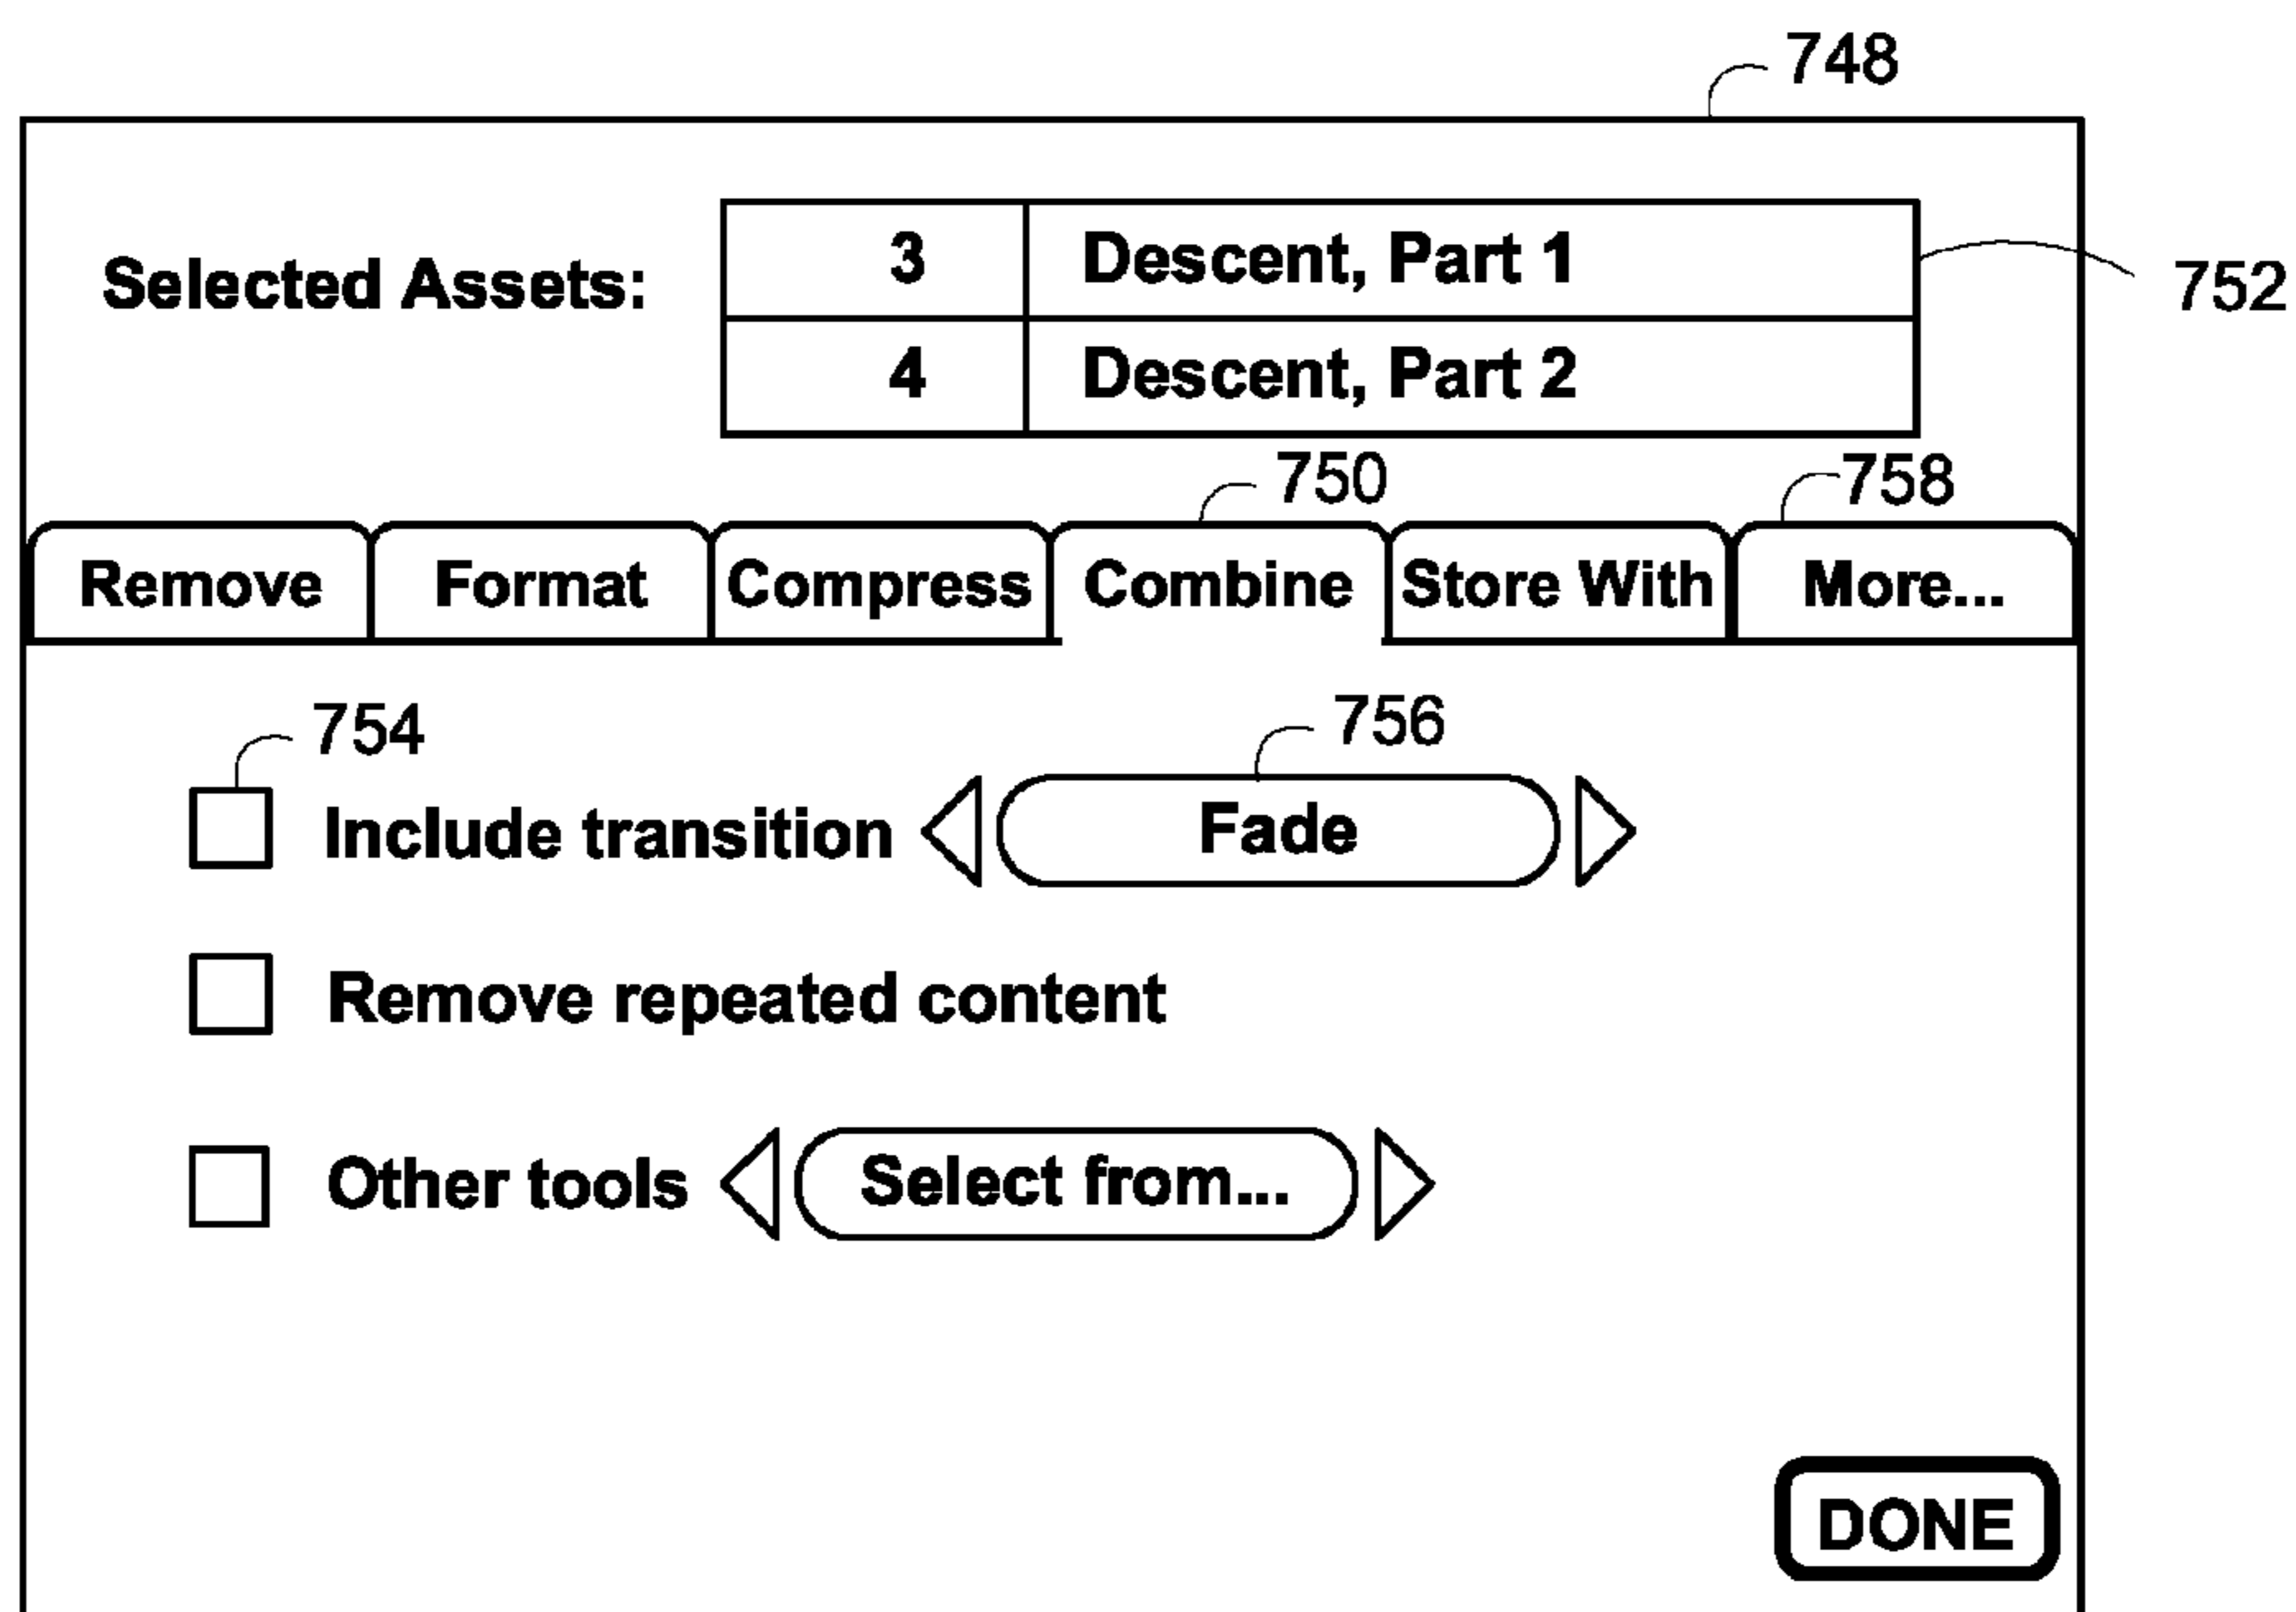 748
Selected Assets:
3 Descent, Part 1
752
4 Descent, Part 2
750 758
Remove Format Compress Combine Store With More...
754 756
Include transition Fade
Remove repeated content
Other tools Select from...
DONE